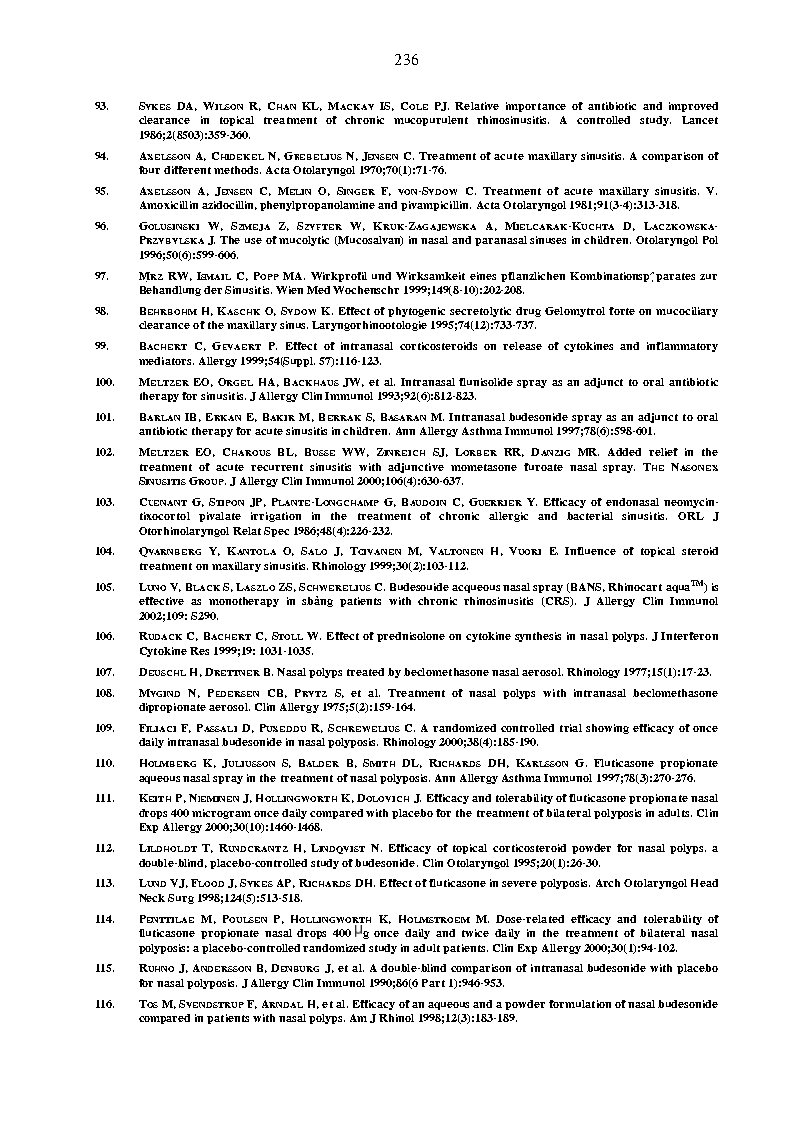 236
93. SYKES DA, WILSON R, CHAN KL, MACKAY IS, COLE PJ. Relative importance of antibiotic and improved
clearance in topical treatment of chronic mucopurulent rhinosinusitis. A controlled study. Lancet
1986;2(8503):359-360.
94. AXELSSON A, CHIDEKEL N, GREBELIUS N, JENSEN C. Treatment of acute maxillary sinusitis. A comparison of
four different methods. Acta Otolaryngol 1970;70(1):71-76.
95. AXELSSON A, JENSEN C, MELIN O, SINGER F, VON-SYDOW C. Treatment of acute maxillary sinusitis. V.
Amoxicillin azidocillin, phenylpropanolamine and pivampicillin. Acta Otolaryngol 1981;91(3-4):313-318.
96. GOLUSINSKI W, SZMEJA Z, SZYFTER W, KRUK-ZAGAJEWSKA A, MIELCARAK-KUCHTA D, LACZKOWSKA-
PRZYBYLSKA J. The use of mucolytic (Mucosalvan) in nasal and paranasal sinuses in children. Otolaryngol Pol
1996;50(6):599-606.
97. MRZ RW, ISMAIL C, POPP MA. Wirkprofil und Wirksamkeit eines pflanzlichen zur
Behandlung der Sinusitis. Wien Med Wochenschr 1999;149(8-10):202-208.
98. BEHRBOHM H, KASCHK O, SYDOW K. Effect of phytogenic secretolytic drug Gelomytrol forte on mucociliary
clearance of the maxillary sinus. Laryngorhinootologie 1995;74(12):733-737.
99. BACHERT C, GEVAERT P. Effect of intranasal corticosteroids on release of cytokines and inflammatory
mediators. Allergy 1999;54(Suppl. 57):116-123.
100. MELTZER EO, ORGEL HA, BACKHAUS JW, et al. Intranasal flunisolide spray as an adjunct to oral antibiotic
therapy for sinusitis. J Allergy Clin Immunol 1993;92(6):812-823.
101. BARLAN IB, ERKAN E, BAKIR M, BERRAK S, BASARAN M. Intranasal budesonide spray as an adjunct to oral
antibiotic therapy for acute sinusitis in children. Ann Allergy Asthma Immunol 1997;78(6):598-601.
102. MELTZER EO, CHAROUS BL, BUSSE WW, ZINREICH SJ, LORBER RR, DANZIG MR. Added relief in the
treatment of acute recurrent sinusitis with adjunctive mometasone furoate nasal spray. THE NASONEX
SINUSITIS GROUP. J Allergy Clin Immunol 2000;106(4):630-637.
103. CUENANT G, STIPON JP, PLANTE-LONGCHAMP G, BAUDOIN C, GUERRIER Y. Efficacy of endonasal neomycin-
tixocortol pivalate irrigation in the treatment of chronic allergic and bacterial sinusitis. ORL J
Otorhinolaryngol Relat Spec 1986;48(4):226-232.
104. QVARNBERG Y, KANTOLA O, SALO J, TOIVANEN M, VALTONEN H, VUORI E. Influence of topical steroid
treatment on maxillary sinusitis. Rhinology 1999;30(2):103-112.
105. LUNO V, BLACK S, LASZLO ZS, SCHWERELIUS C. Budesouide acqueous nasal spray (BANS, Rhinocart aqua™) is
effective as monotherapy in sbàng patients with chronic rhinosinusitis (CRS). J Allergy Clin Immunol
2002;109: S290.
106. RUDACK C, BACHERT C, STOLL W. Effect of prednisolone on cytokine synthesis in nasal polyps. J Interferon
Cytokine Res 1999;19: 1031-1035.
107. DEUSCHL H, DRETTNER B. Nasal polyps treated by beclomethasone nasal aerosol. Rhinology 1977;15(1):17-23.
108. MYGIND N, PEDERSEN CB, PRYTZ S, et al. Treatment of nasal polyps with intranasal beclomethasone
dipropionate aerosol. Clin Allergy 1975;5(2):159-164.
109. FILIACI F, PASSALI D, PUXEDDU R, SCHREWELIUS C. A randomized controlled trial showing efficacy of once
daily intranasal budesonide in nasal polyposis. Rhinology 2000;38(4):185-190.
110. HOLMBERG K, JULIUSSON S, BALDER B, SMITH DL, RICHARDS DH, KARLSSON G. Fluticasone propionate
aqueous nasal spray in the treatment of nasal polyposis. Ann Allergy Asthma Immunol 1997;78(3):270-276.
111. KEITH P, NIEMINEN J, HOLLINGWORTH K, DOLOVICH J. Efficacy and tolerability of fluticasone propionate nasal
drops 400 microgram once daily compared with placebo for the treatment of bilateral polyposis in adults. Clin
Exp Allergy 2000;30(10):1460-1468.
112. LILDHOLDT T, RUNDCRANTZ H, LINDQVIST N. Efficacy of topical corticosteroid powder for nasal polyps. a
double-blind, placebo-controlled study of budesonide. Clin Otolaryngol 1995;20(1):26-30.
113. LUND VJ, FLOOD J, SYKES AP, RICHARDS DH. Effect of fluticasone in severe polyposis. Arch Otolaryngol Head
Neck Surg 1998;124(5):513-518.
114. PENTTILAE M, POULSEN P, HOLLINGWORTH K, HOLMSTROEM M. Dose-related efficacy and tolerability of
fluticasone propionate nasal drops 400 μg once daily and twice daily in the treatment of bilateral nasal
polyposis: a placebo-controlled randomized study in adult patients. Clin Exp Allergy 2000;30(1):94-102.
115. RUHNO J, ANDERSSON B, DENBURG J, et al. A double-blind comparison of intranasal budesonide with placebo
for nasal polyposis. J Allergy Clin Immunol 1990;86(6 Part 1):946-953.
116. TOS M, SVENDSTRUP F, ARNDAL H, et al. Efficacy of an aqueous and a powder formulation of nasal budesonide
compared in patients with nasal polyps. Am J Rhinol 1998;12(3):183-189.